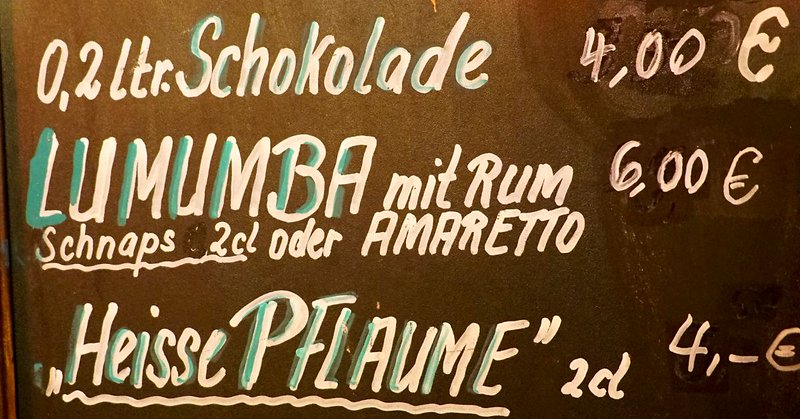 0,2 Ltr. Schokolade 4,00 €
LUMUMBA mit Rum 6,00 €
Schnaps 2cl oder AMARETTO
„Heisse PFLAUME” 2cl 4,- €